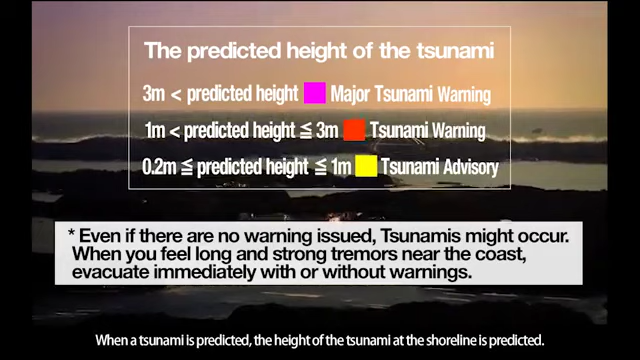 The predicted height of the tsunami
3m < predicted height Major Tsunami Warning
1m < predicted height ≦ 3m Tsunami Warning
0.2m ≦ predicted height ≦ 1m Tsunami Advisory
* Even if there are no warning issued, Tsunamis might occur.
When you feel long and strong tremors near the coast,
evacuate immediately with or without warnings.
When a tsunami is predicted, the height of the tsunami at the shoreline is predicted.